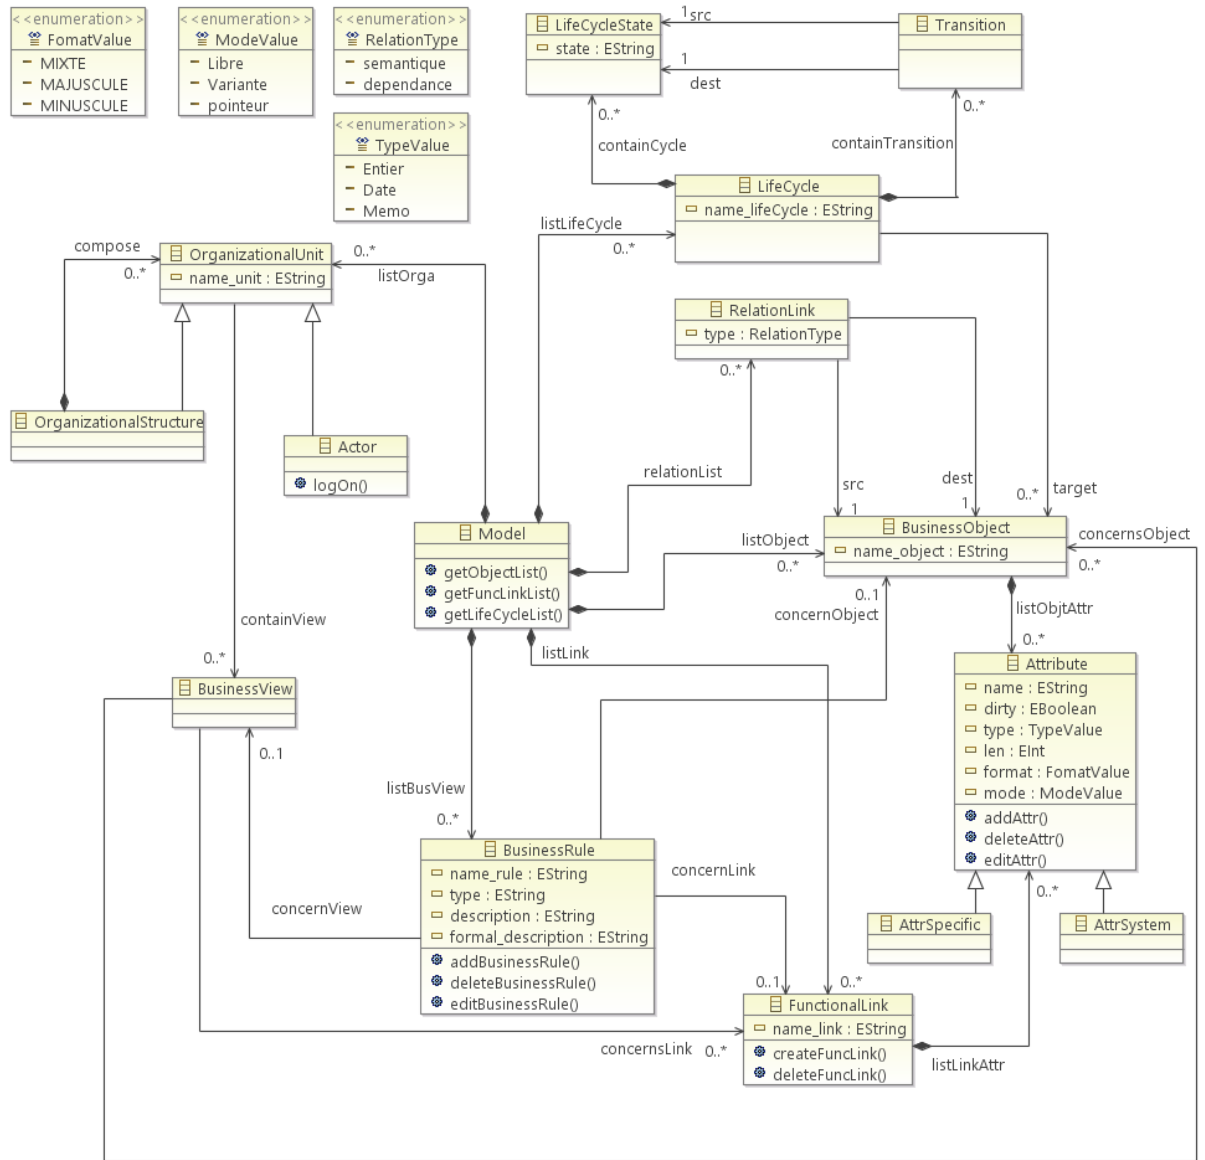 <<enumeration>>
FomatValue
MIXTE
MAJUSCULE
MINUSCULE
<<enumeration>>
ModeValue
Libre
Variante
pointeur
<<enumeration>>
RelationType
semantique
dependance
<<enumeration>>
TypeValue
Entier
Date
Memo
LifeCycleState
state : EString
1
src
1
dest
Transition
0..*
containCycle
containTransition
0..*
LifeCycle
name_lifeCycle : EString
listLifeCycle
0..*
compose
0..*
OrganizationalUnit
name_unit : EString
0..*
listOrga
RelationLink
type : RelationType
0..*
OrganizationalStructure
Actor
logOn()
relationList
src
1
dest
1
0..*
target
Model
getObjectList()
getFuncLinkList()
getLifeCycleList()
listObject
0..*
BusinessObject
name_object : EString
concernsObject
0..*
0..1
concernObject
listObjtAttr
0..*
containView
0..*
listLink
BusinessView
0..1
Attribute
name : EString
dirty : EBoolean
type : TypeValue
len : EInt
format : FomatValue
mode : ModeValue
addAttr()
deleteAttr()
editAttr()
listBusView
0..*
BusinessRule
name_rule : EString
type : EString
description : EString
formal_description : EString
addBusinessRule()
deleteBusinessRule()
editBusinessRule()
concernLink
concernView
0..*
AttrSpecific
AttrSystem
0..1
0..*
FunctionalLink
name_link : EString
createFuncLink()
deleteFuncLink()
concernsLink
0..*
listLinkAttr